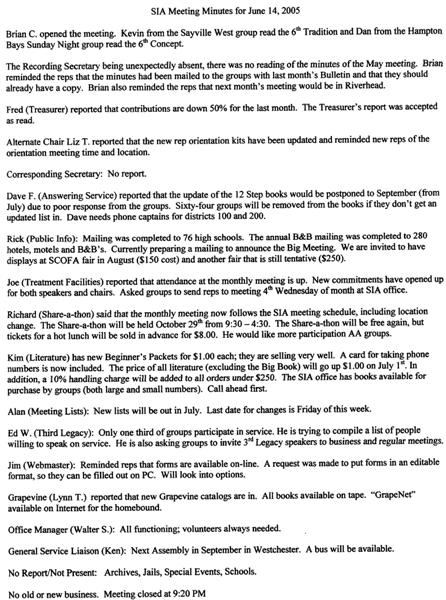 SIA Meeting Minutes for June 14, 2005
Brian C. opened the meeting. Kevin from the Sayville West group read the 6th Tradition and Dan from the Hampton
Bays Sunday Night group read the 6th Concept.
The Recording Secretary being unexpectedly absent, there was no reading of the minutes of the May meeting. Brian
reminded the reps that the minutes had been mailed to the groups with last month's Bulletin and that they should
already have a copy. Brian also reminded the reps that next month's meeting would be in Riverhead.
Fred (Treasurer) reported that contributions are down 50% for the last month. The Treasurer's report was accepted
as read.
Alternate Chair Liz T. reported that the new rep orientation kits have been updated and reminded new reps of the
orientation meeting time and location.
Corresponding Secretary: No report.
Dave F. (Answering Service) reported that the update of the 12 Step books would be postponed to September (from
July) due to poor response from the groups. Sixty-four groups will be removed from the books if they don't get an
updated list in. Dave needs phone captains for districts 100 and 200.
Rick (Public Info): Mailing was completed to 76 high schools. The annual B&B mailing was completed to 280
hotels, motels and B&B's. Currently preparing a mailing to announce the Big Meeting. We are invited to have
displays at SCOFA fair in August ($150 cost) and another fair that is still tentative ($250).
Joe (Treatment Facilities) reported that attendance at the monthly meeting is up. New commitments have opened up
for both speakers and chairs. Asked groups to send reps to meeting 4th Wednesday of month at SIA office.
Richard (Share-a-thon) said that the monthly meeting now follows the SIA meeting schedule, including location
change. The Share-a-thon will be held October 29th from 9:30 – 4:30. The Share-a-thon will be free again, but
tickets for a hot lunch will be sold in advance for $8.00. He would like more participation AA groups.
Kim (Literature) has new Beginner's Packets for $1.00 each; they are selling very well. A card for taking phone
numbers is now included. The price of all literature (excluding the Big Book) will go up $1.00 on July 1st. In
addition, a 10% handling charge will be added to all orders under $250. The SIA office has books available for
purchase by groups (both large and small numbers). Call ahead first.
Alan (Meeting Lists): New lists will be out in July. Last date for changes is Friday of this week.
Ed W. (Third Legacy): Only one third of groups participate in service. He is trying to compile a list of people
willing to speak on service. He is also asking groups to invite 3rd Legacy speakers to business and regular meetings.
Jim (Webmaster): Reminded reps that forms are available on-line. A request was made to put forms in an editable
format, so they can be filled out on PC. Will look into options.
Grapevine (Lynn T.) reported that new Grapevine catalogs are in. All books available on tape. "GrapeNet"
available on Internet for the homebound.
Office Manager (Walter S.): All functioning; volunteers always needed.
General Service Liaison (Ken): Next Assembly in September in Westchester. A bus will be available.
No Report/Not Present: Archives, Jails, Special Events, Schools.
No old or new business. Meeting closed at 9:20 PM